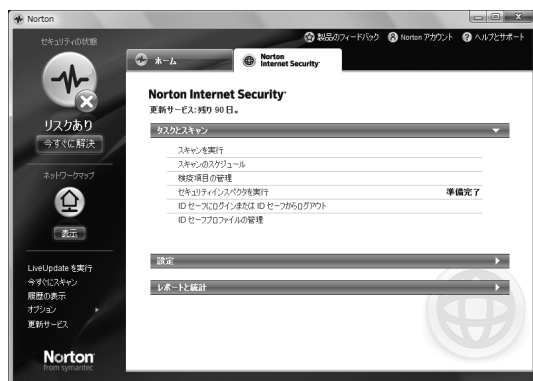 Norton
製品のフィードバック Norton アカウント ヘルプとサポート
セキュリティの状態
リスクあり
今すぐに解決
ネットワークマップ
表示
LiveUpdate を実行
今すぐにスキャン
履歴の表示
オプション
更新サービス
Norton
from symantec
ホーム
Norton
Internet Security
Norton Internet Security
更新サービス: 残り 90 日。
タスクとスキャン
スキャンを実行
スキャンのスケジュール
検疫項目の管理
セキュリティインスペクタを実行 準備完了
ID セーフにログインまたは ID セーフからログアウト
ID セーフプロファイルの管理
設定
レポートと統計